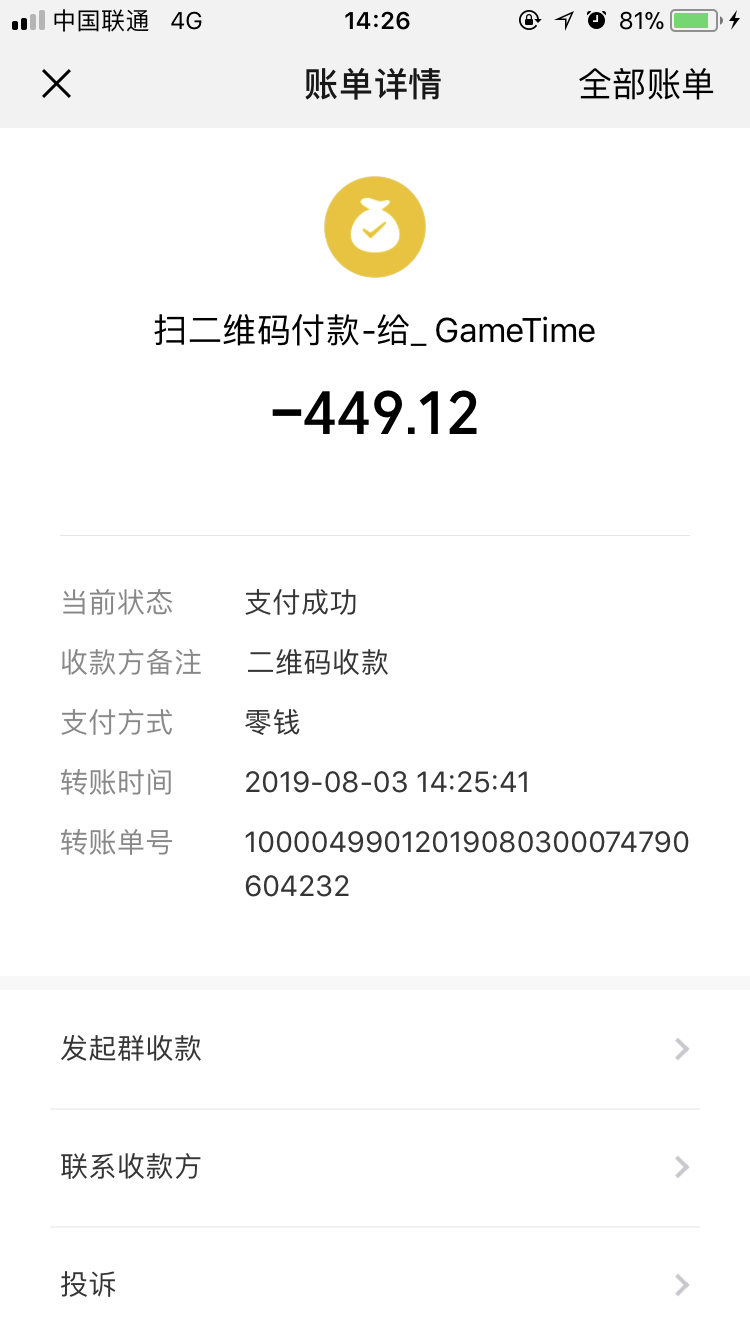 中国联通 4G 14:26 81%
账单详情 全部账单
扫二维码付款-给_ GameTime
-449.12
当前状态 支付成功
收款方备注 二维码收款
支付方式 零钱
转账时间 2019-08-03 14:25:41
转账单号 10000499012019080300074790
604232
发起群收款
联系收款方
投诉